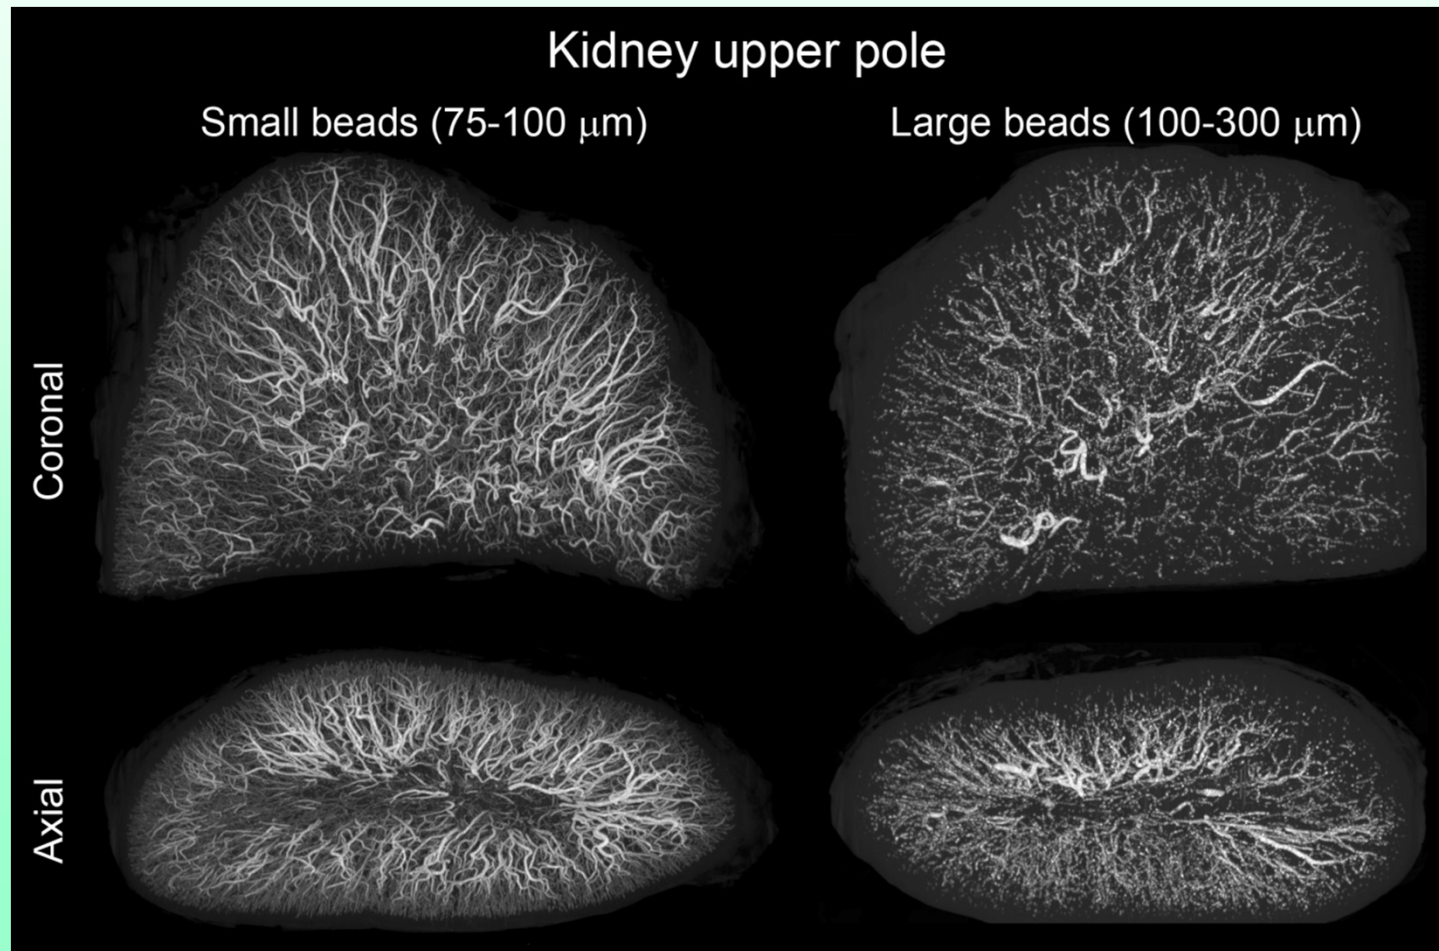 Kidney upper pole
Small beads (75-100 μm)
Large beads (100-300 μm)
Coronal
Axial